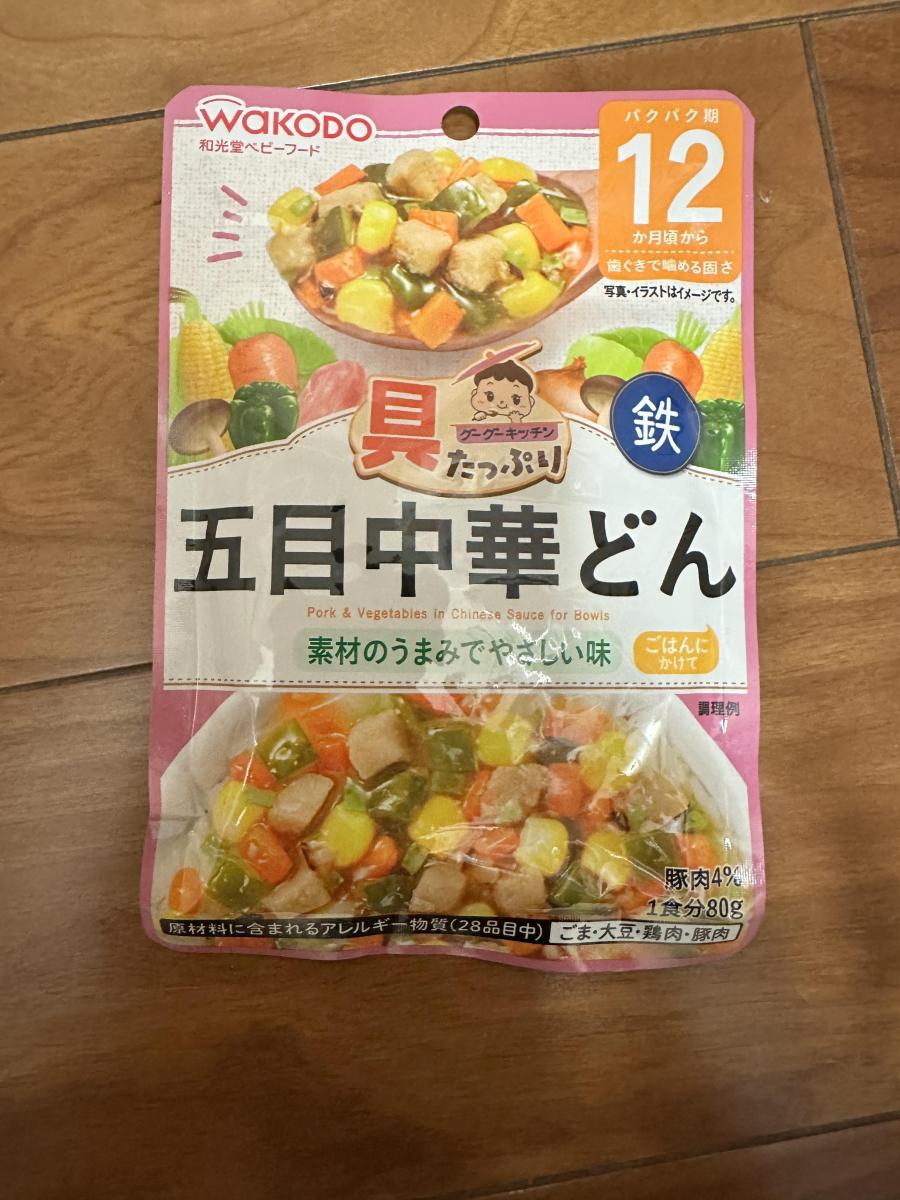 WaKODO
和光堂ベビーフード
パクパク期
12
か月頃から
歯ぐきで噛める固さ
写真・イラストはイメージです。
具
グーグーキッチン
たっぷり
鉄
五目中華どん
Pork & Vegetables in Chinese Sauce for Bowls
素材のうまみでやさしい味
ごはんに
かけて
調理例
豚肉4%
1食分80g
原材料に含まれるアレルギー物質(28品目中) ごま・大豆・鶏肉・豚肉